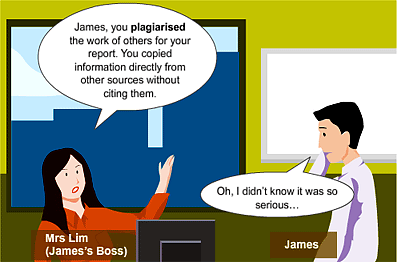 James, you plagiarised
the work of others for your
report. You copied
information directly from
other sources without
citing them.
Oh, I didn't know it was so
serious...
Mrs Lim
(James's Boss)
James